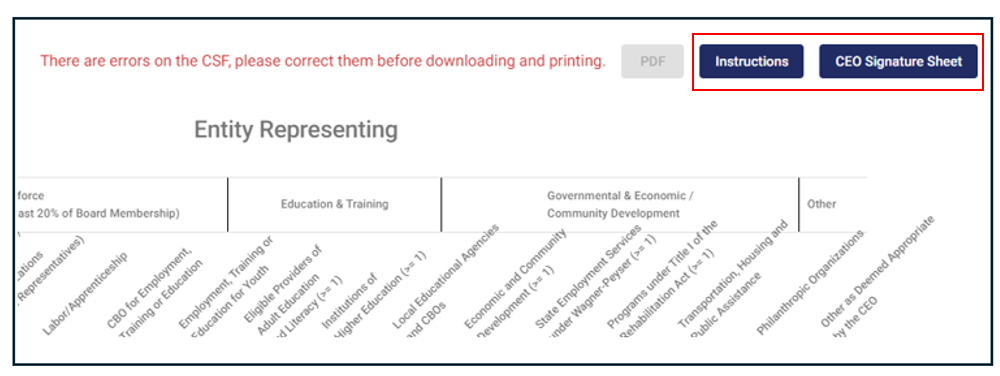 There are errors on the CSF, please correct them before downloading and printing.
PDF
Instructions
CEO Signature Sheet
Entity Representing
force
ast 20% of Board Membership)
Education & Training
Governmental & Economic /
Community Development
Other
ations
Representatives)
Labor/Apprenticeship
CBO for Employment,
Training or Education
Employment, Training or
Education for Youth
Eligible Providers of
Adult Education
d Literacy (>= 1)
Institutions of
Higher Education (>= 1)
Local Educational Agencies
and CBOs
Economic and Community
Development (>= 1)
State Employment Services
under Wagner-Peyser (>= 1)
Programs under Title I of the
Rehabilitation Act (>= 1)
Transportation, Housing and
Public Assistance
Philanthropic Organizations
Other as Deemed Appropriate
by the CEO